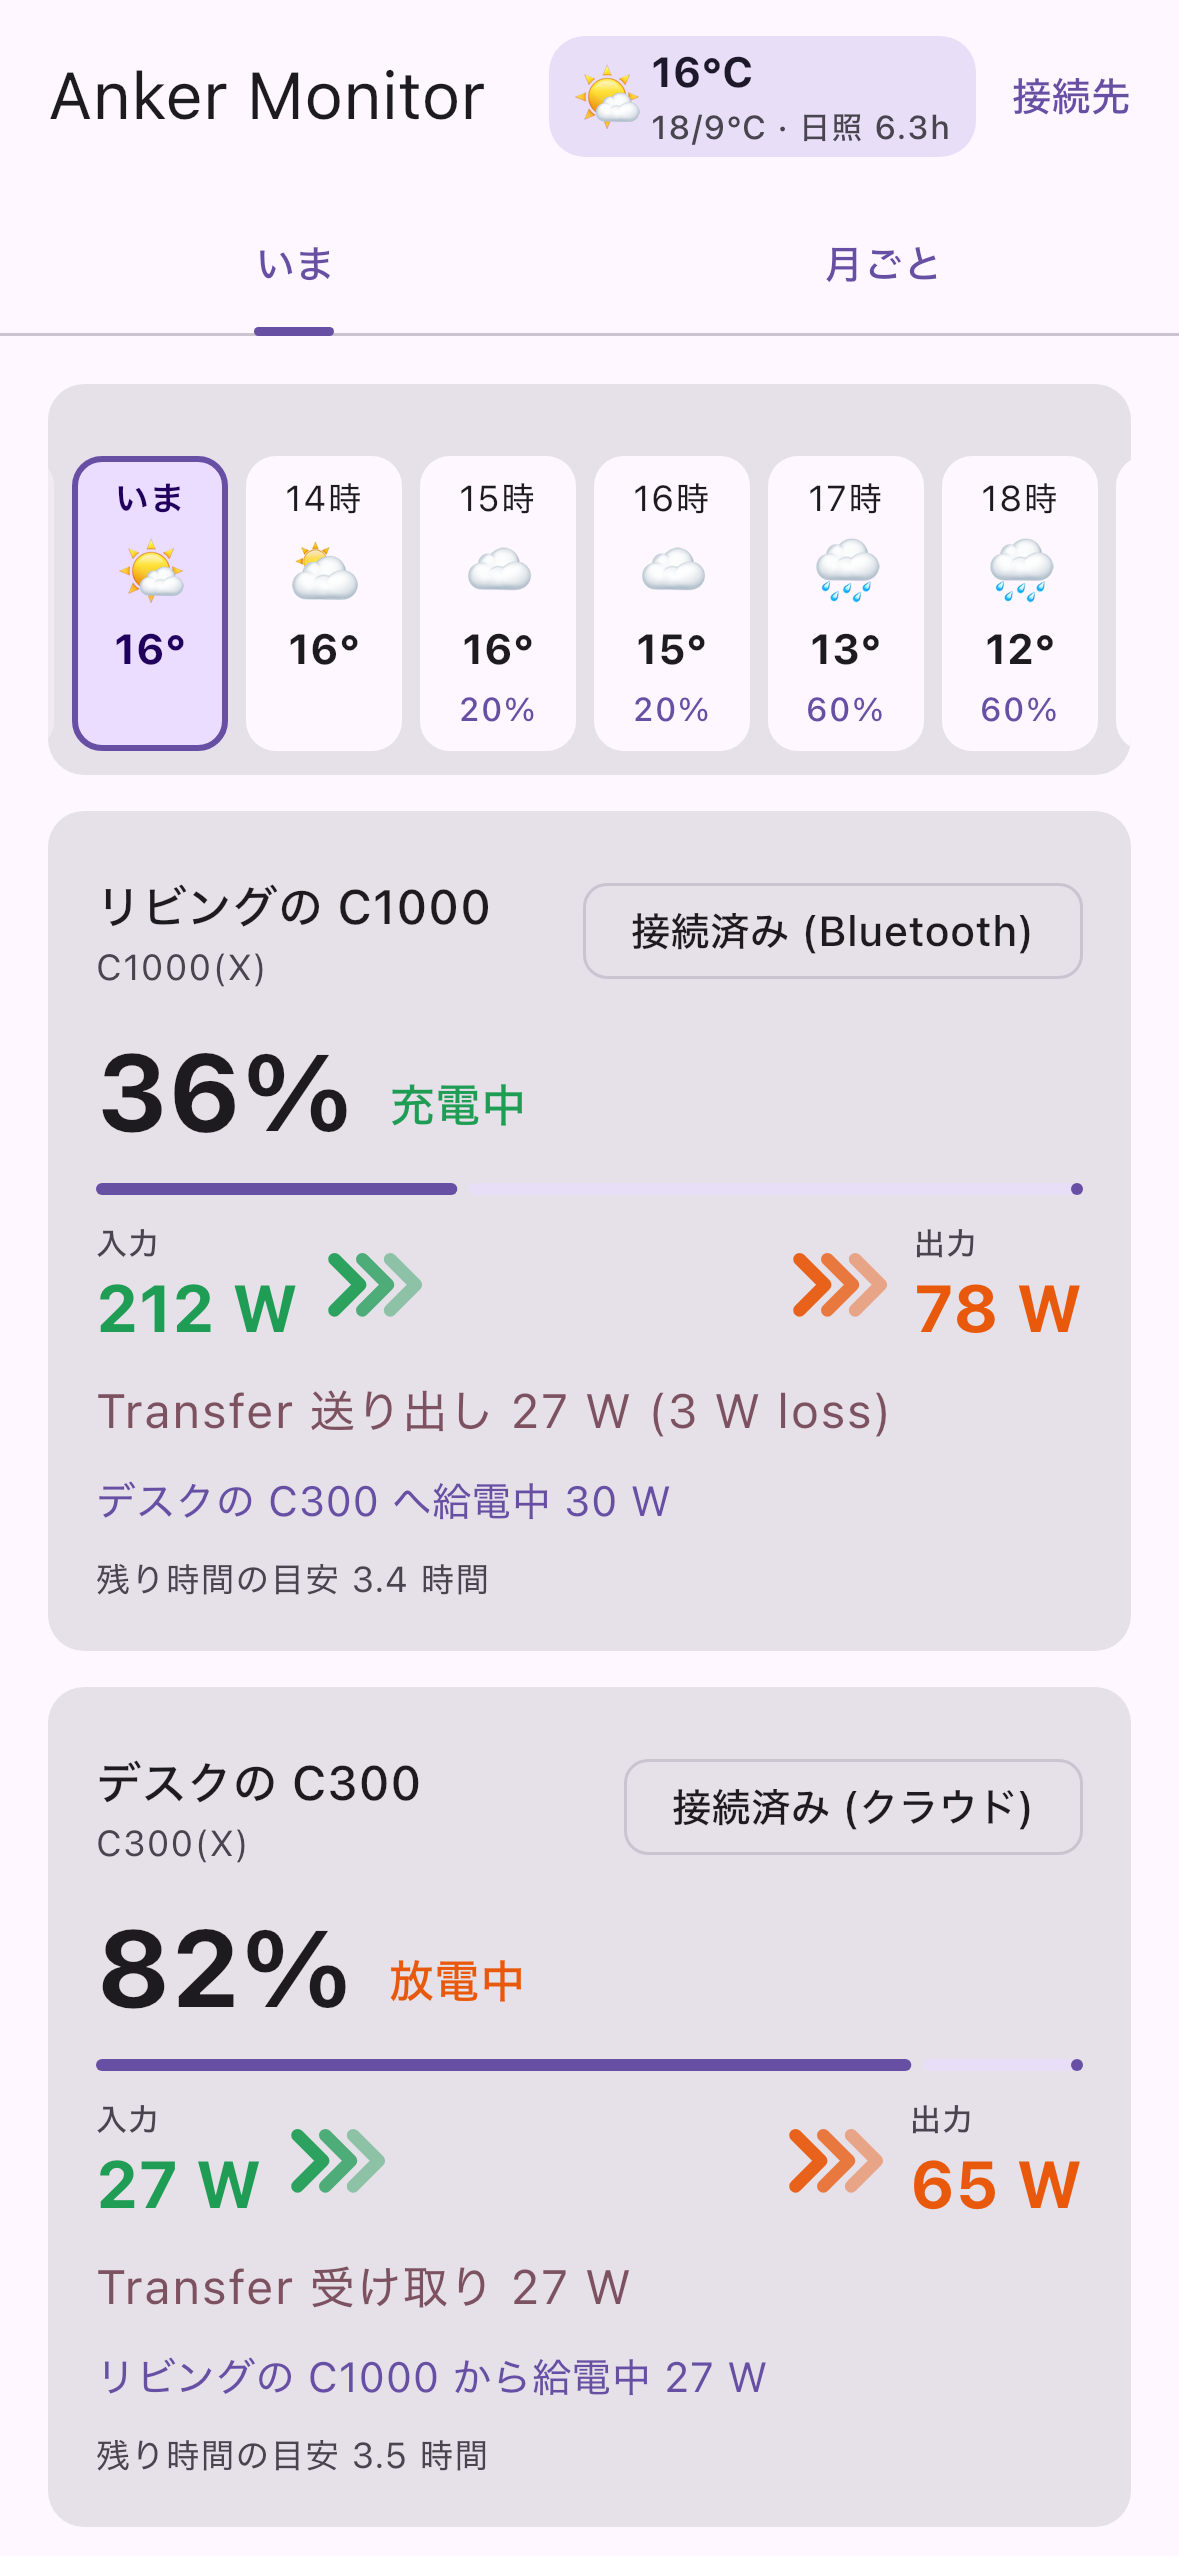 Anker Monitor
16°C
18/9°C · 日照 6.3h
接続先
いま
月ごと
いま
16°
14時
16°
15時
16°
20%
16時
15°
20%
17時
13°
60%
18時
12°
60%
リビングの C1000
C1000(X)
接続済み (Bluetooth)
36% 充電中
入力
212 W
出力
78 W
Transfer 送り出し 27 W (3 W loss)
デスクの C300 へ給電中 30 W
残り時間の目安 3.4 時間
デスクの C300
C300(X)
接続済み (クラウド)
82% 放電中
入力
27 W
出力
65 W
Transfer 受け取り 27 W
リビングの C1000 から給電中 27 W
残り時間の目安 3.5 時間